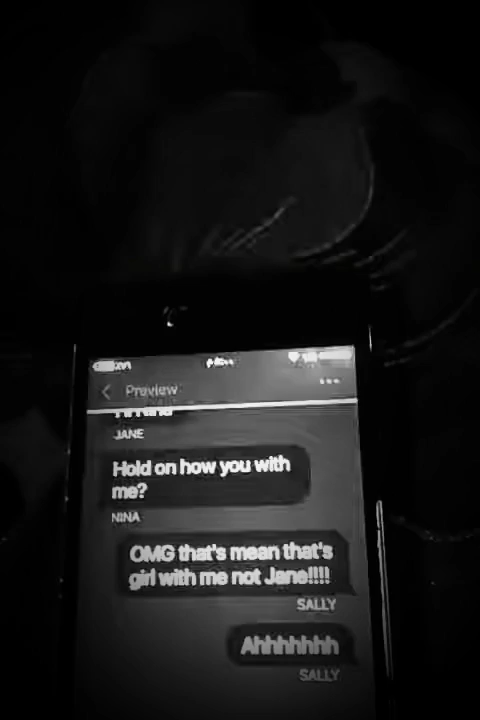 Preview
JANE
Hold on how you with
me?
NINA
OMG that's mean that's
girl with me not Jane!!!!
SALLY
Ahhhhhhh
SALLY